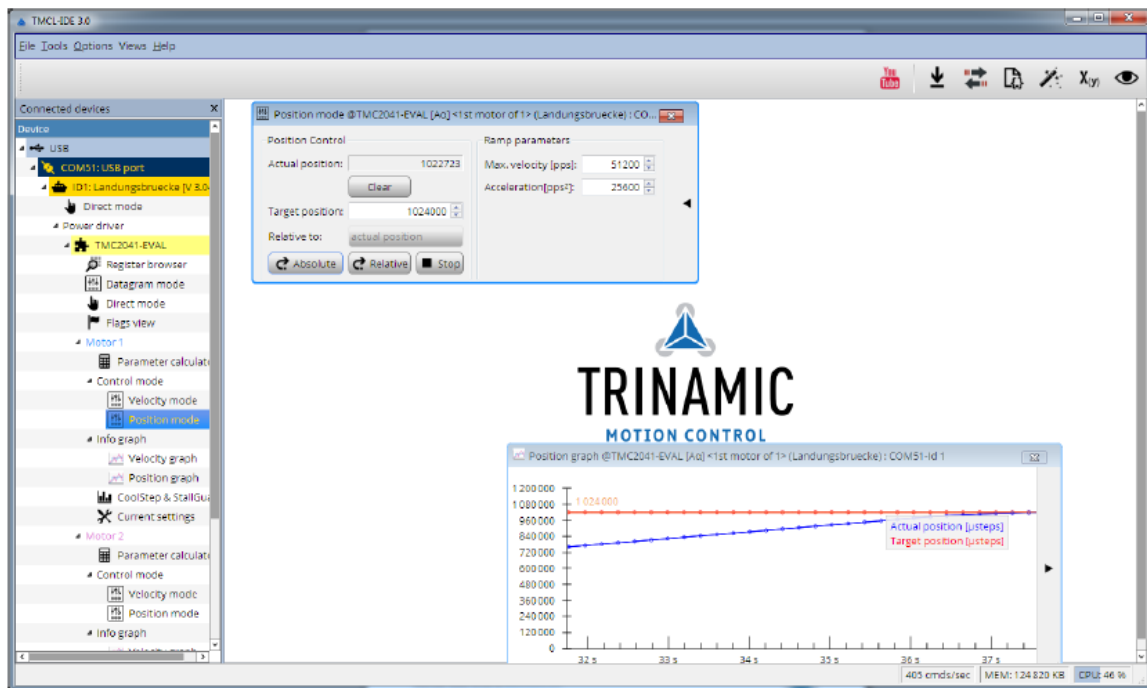 TMCL-IDE 3.0
File Tools Options Views Help
You
Tube
X(y)
Connected devices
X
Device
USB
COM51: USB port
ID1: Landungsbruecke [V 3.0
Direct mode
Power driver
TMC2041-EVAL
Register browser
Datagram mode
Direct mode
Flags view
Motor 1
Parameter calculat
Control mode
Velocity mode
Position mode
Info graph
Velocity graph
Position graph
CoolStep & StallGua
Current settings
Motor 2
Parameter calculat
Control mode
Velocity mode
Position mode
Info graph
Position mode @TMC2041-EVAL [Aα] <1st motor of 1> (Landungsbruecke) : CO...
Position Control
Actual position: 1022723
Clear
Target position: 1024000
Relative to: actual position
Absolute Relative Stop
Ramp parameters
Max. velocity [pps]: 51200
Acceleration[pps²]: 25600
TRINAMIC
MOTION CONTROL
Position graph @TMC2041-EVAL [Aα] <1st motor of 1> (Landungsbruecke) : COM51-Id 1
1 200 000
1 080 000
960 000
840 000
720 000
600 000
480 000
360 000
240 000
120 000
0
1 024 000
Actual position [µsteps]
Target position [µsteps]
32 s 33 s 34 s 35 s 36 s 37 s
405 cmds/sec MEM: 124.820 KB CPU: 46 %